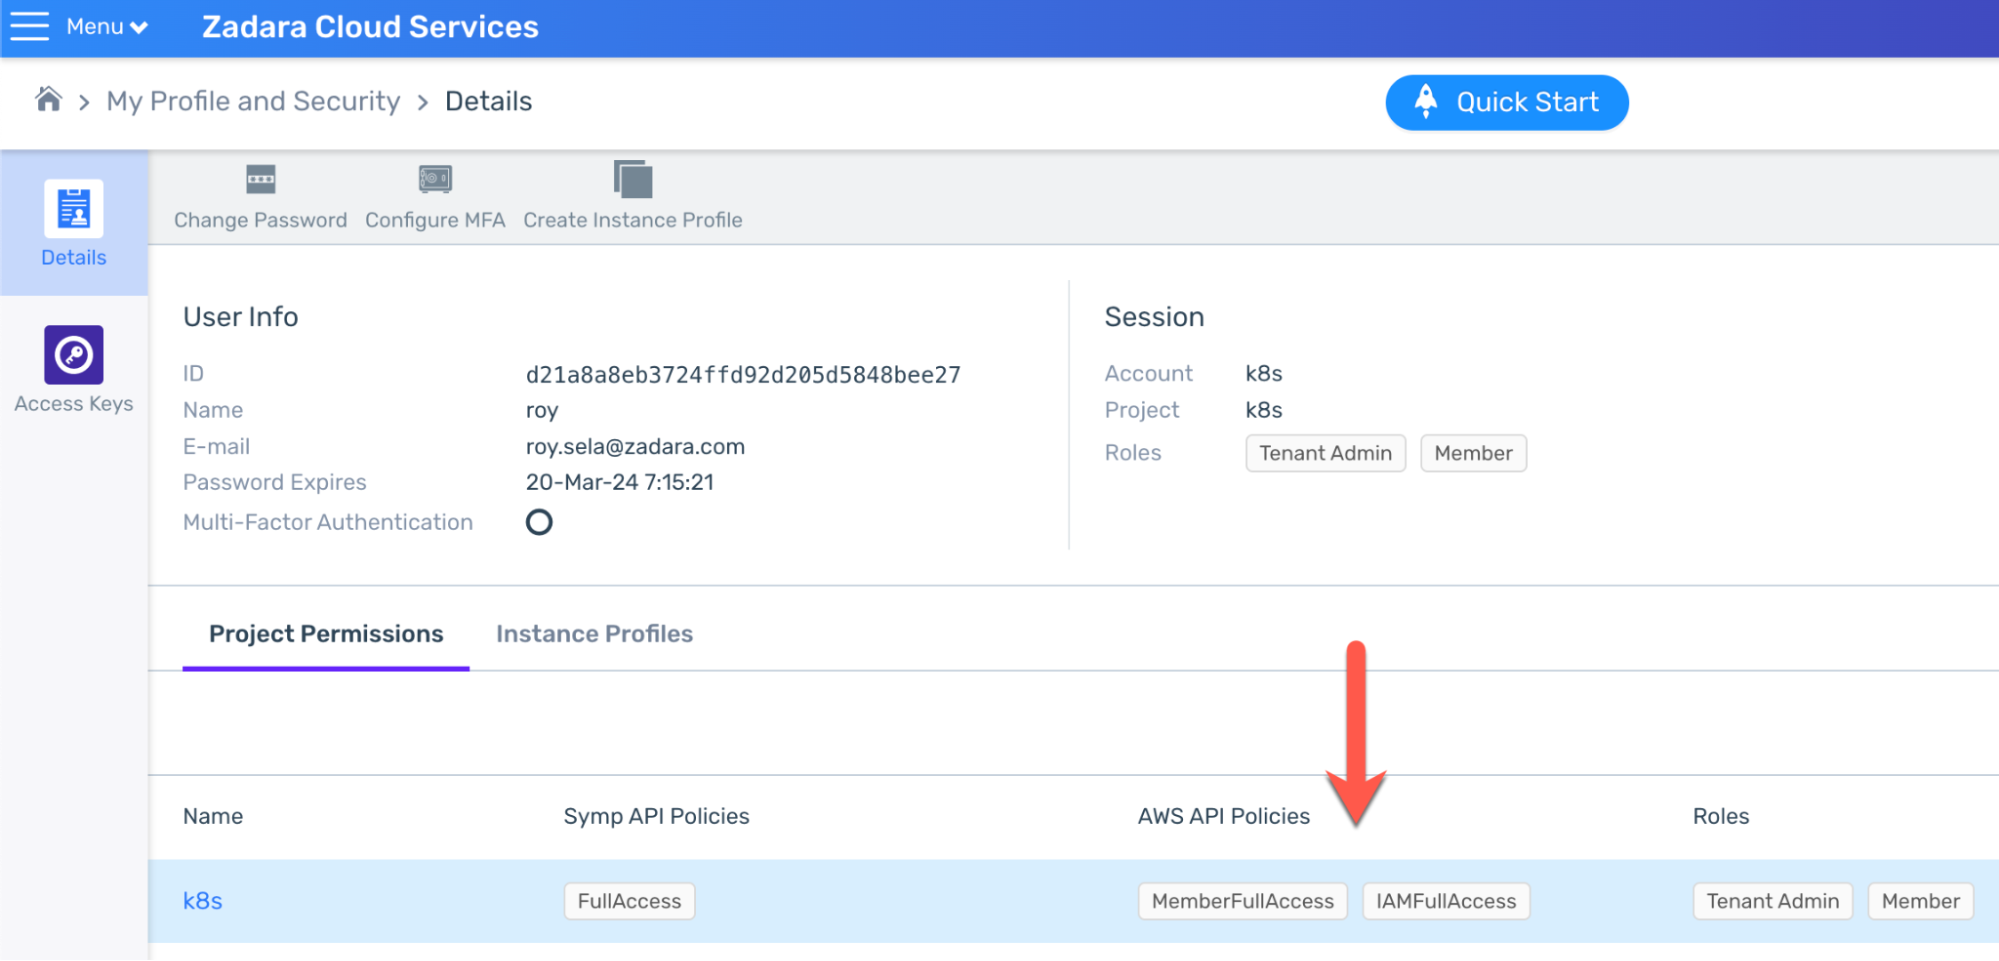 Menu
Zadara Cloud Services
> My Profile and Security > Details
Quick Start
Details
Access Keys
Change Password
Configure MFA
Create Instance Profile
User Info
ID d21a8a8eb3724ffd92d205d5848bee27
Name roy
E-mail roy.sela@zadara.com
Password Expires 20-Mar-24 7:15:21
Multi-Factor Authentication
Session
Account k8s
Project k8s
Roles Tenant Admin Member
Project Permissions Instance Profiles
Name Symp API Policies AWS API Policies Roles
k8s FullAccess MemberFullAccess IAMFullAccess Tenant Admin Member